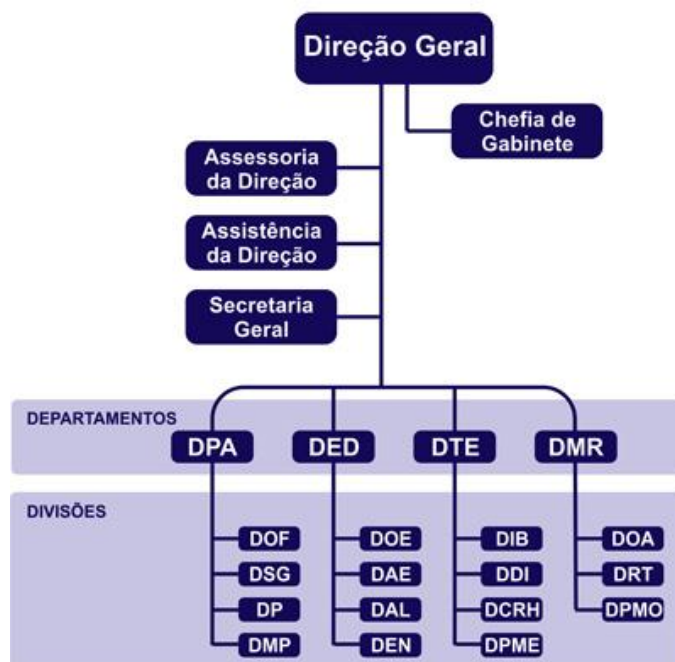 Direção Geral
Chefia de
Gabinete
Assessoria
da Direção
Assistência
da Direção
Secretaria
Geral
DEPARTAMENTOS
DPA
DED
DTE
DMR
DIVISÕES
DOF
DOE
DIB
DOA
DSG
DAE
DDI
DRT
DP
DAL
DCRH
DPMO
DMP
DEN
DPME